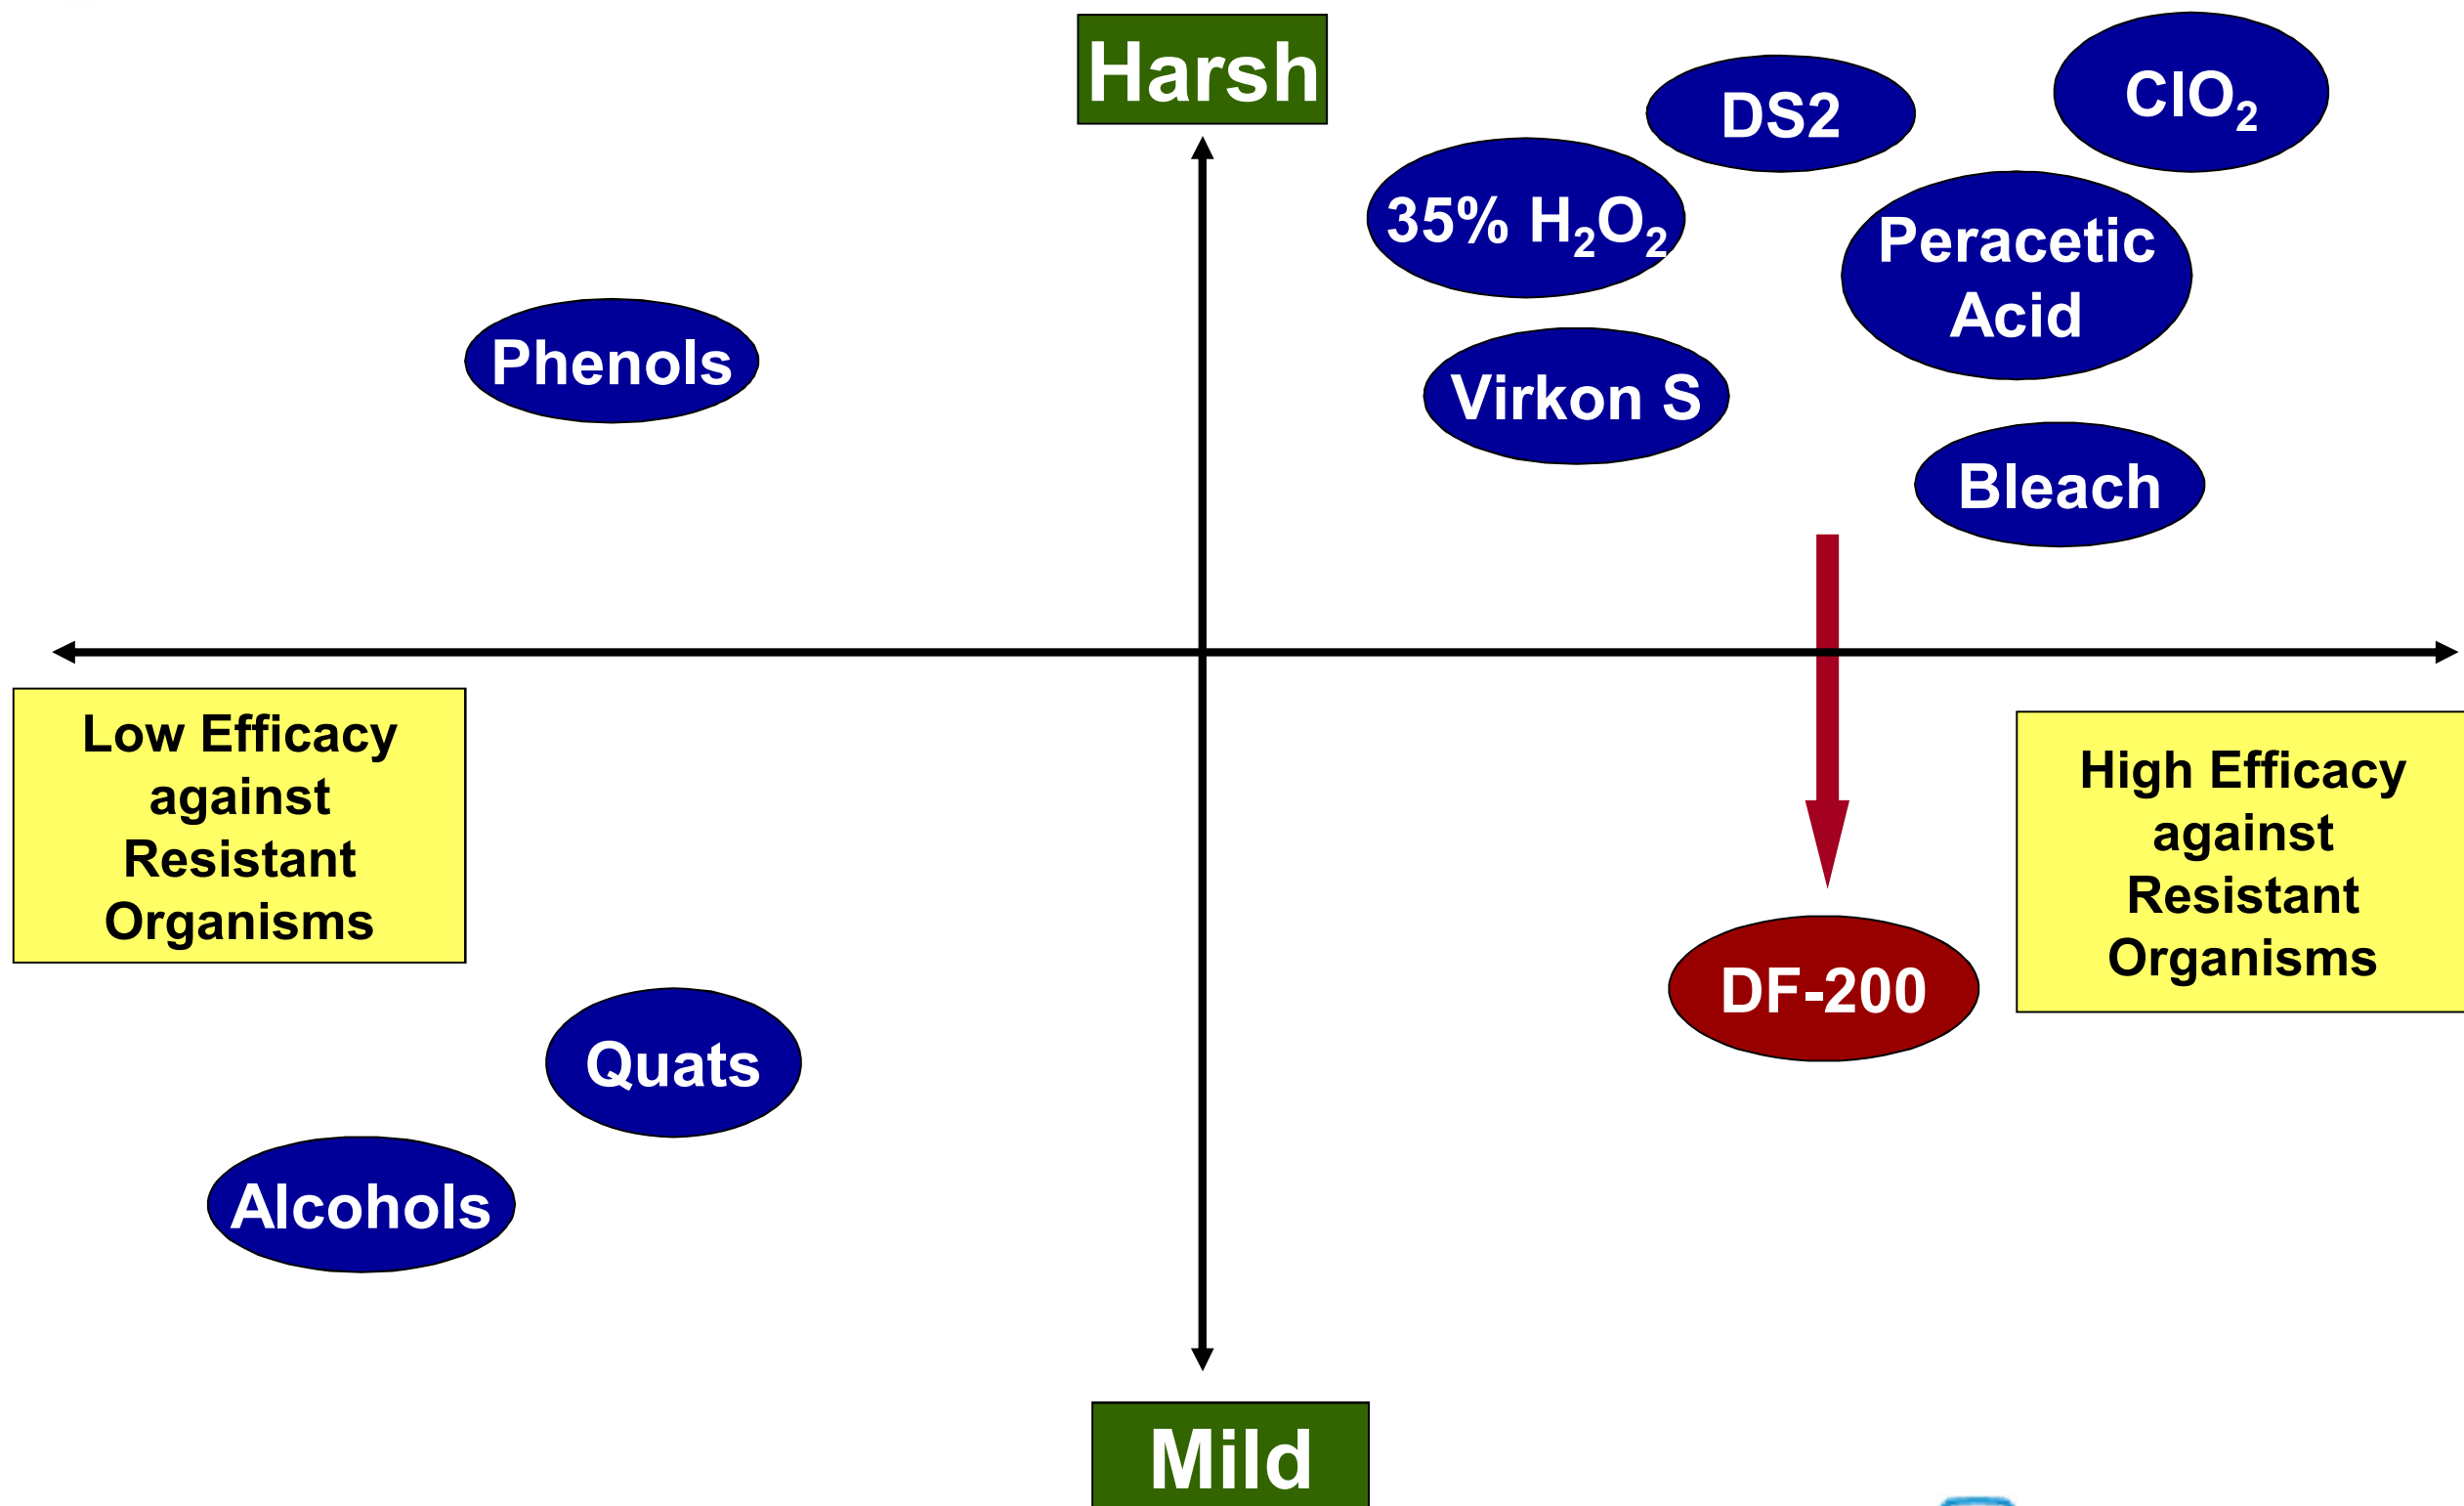 Harsh
DS2
ClO₂
35% H₂O₂
Peracetic
Acid
Phenols
Virkon S
Bleach
Low Efficacy
against
Resistant
Organisms
High Efficacy
against
Resistant
Organisms
DF-200
Quats
Alcohols
Mild